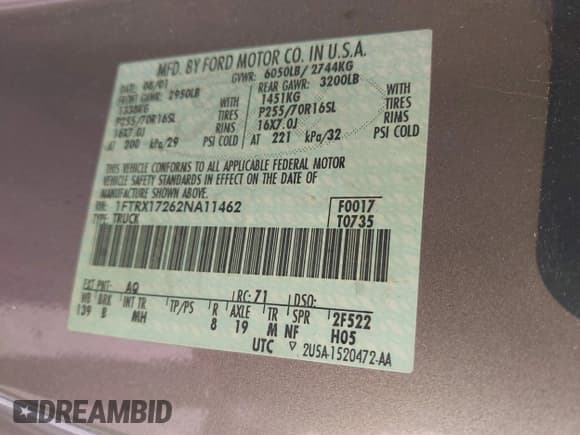 MFD. BY FORD MOTOR CO. IN U.S.A.
DATE: 08/01 GVWR: 6050LB/ 2744KG
FRONT GAWR: 2950LB REAR GAWR: 3200LB
1338KG WITH 1451KG WITH
P255/70R16SL TIRES P255/70R16SL TIRES
16X7.0J RIMS 16X7.0J RIMS
AT 200 kPa/29 PSI COLD AT 221 kPa/32 PSI COLD
THIS VEHICLE CONFORMS TO ALL APPLICABLE FEDERAL MOTOR
VEHICLE SAFETY STANDARDS IN EFFECT ON THE DATE OF
MANUFACTURE SHOWN ABOVE.
VIN: 1FTRX17262NA11462 F0017
TYPE: TRUCK T0735
EXT PNT: AQ RC: 71 DSO:
WB BRK INT TR TP/PS R AXLE TR SPR 2F522
139 B MH 8 19 M NF H05
UTC ▽ 2U5A-1520472-AA
DREAMBID